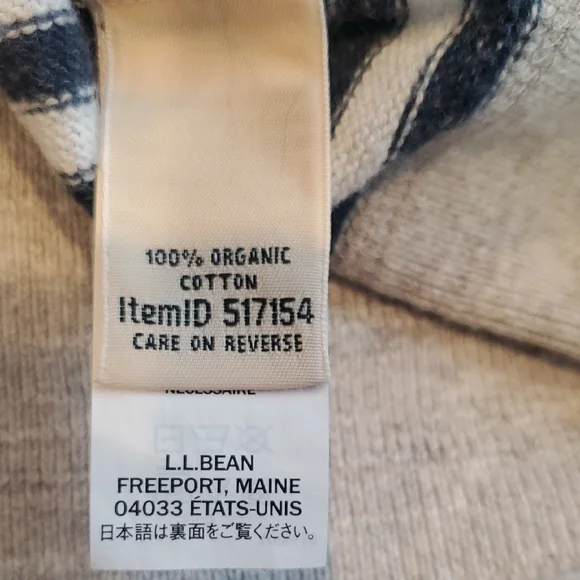 100% ORGANIC
COTTON
ItemID 517154
CARE ON REVERSE
NÉCESSAIRE
L.L.BEAN
FREEPORT, MAINE
04033 ÉTATS-UNIS
日本語は裏面をご覧ください。